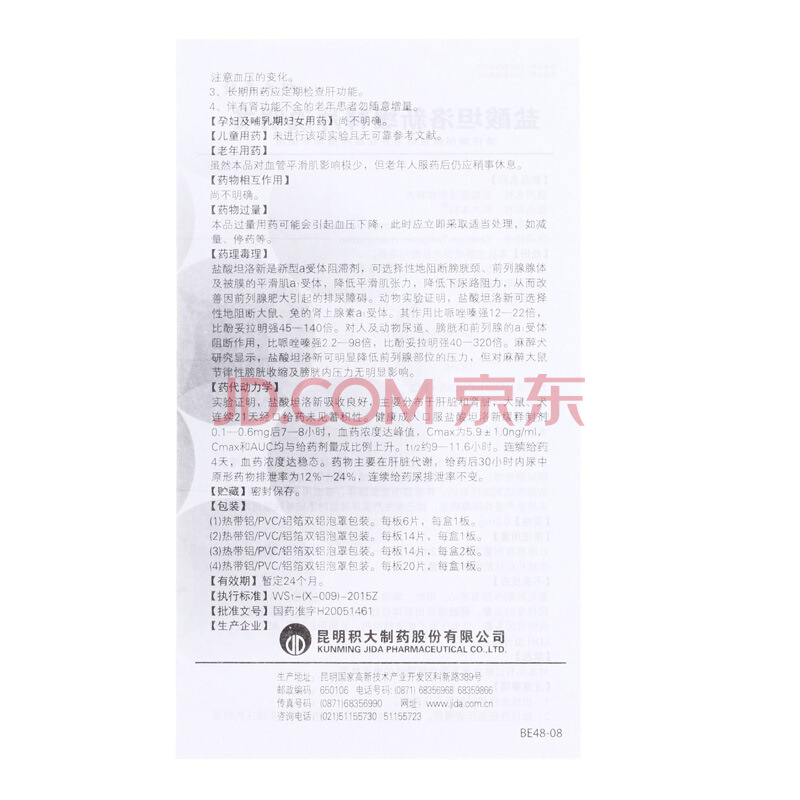 注意血压的变化。
3、长期用药应定期检查肝功能。
4、伴有肾功能不全的老年患者勿随意增量。
【孕妇及哺乳期妇女用药】尚不明确。
【儿童用药】未进行该项实验且无可靠参考文献。
【老年用药】
虽然本品对血管平滑肌影响极少，但老年人服药后仍应稍事休息。
【药物相互作用】
尚不明确。
【药物过量】
本品过量用药可能会引起血压下降，此时应立即采取适当处理，如减
量、停药等。
【药理毒理】
盐酸坦洛新是新型a受体阻滞剂，可选择性地阻断膀胱颈、前列腺腺体
及被膜的平滑肌a₁受体，降低平滑肌张力，降低下尿路阻力，从而改
善因前列腺肥大引起的排尿障碍。动物实验证明，盐酸坦洛新可选择
性地阻断大鼠、兔的肾上腺素a₁受体。其作用比哌唑嗪强12—22倍，
比酚妥拉明强45—140倍。对人及动物尿道、膀胱和前列腺的a₁受体
阻断作用，比哌唑嗪强2.2—98倍，比酚妥拉明强40—320倍。麻醉犬
研究显示，盐酸坦洛新可明显降低前列腺部位的压力，但对麻醉大鼠
节律性膀胱收缩及膀胱内压力无明显影响。
【药代动力学】
实验证明，盐酸坦洛新吸收良好，主要分布于肝脏和肾脏，大鼠、犬
连续21天经口给药未见蓄积性。健康成人口服盐酸坦洛新缓释剪剂
0.1—0.6mg后7—8小时，血药浓度达峰值，Cmax为5.9±1.0ng/ml，
Cmax和AUC均与给药剂量成比例上升。t1/2约9—11.6小时。连续给药
4天，血药浓度达稳态。药物主要在肝脏代谢，给药后30小时内尿中
原形药物排泄率为12%—24%，连续给药尿排泄率不变。
【贮藏】密封保存。
【包装】
(1)热带铝/PVC/铝箔双铝泡罩包装。每板6片，每盒1板。
(2)热带铝/PVC/铝箔双铝泡罩包装。每板14片，每盒1板。
(3)热带铝/PVC/铝箔双铝泡罩包装。每板14片，每盒2板。
(4)热带铝/PVC/铝箔双铝泡罩包装。每板20片，每盒1板。
【有效期】暂定24个月。
【执行标准】WS₁-(X-009)-2015Z
【批准文号】国药准字H20051461
【生产企业】
昆明积大制药股份有限公司
KUNMING JIDA PHARMACEUTICAL CO.,LTD.
生产地址：昆明国家高新技术产业开发区科新路389号
邮政编码：650106 电话号码：(0871) 68356968 68359866
传真号码：(0871)68356990 网址：www.jida.com.cn
咨询电话：(021)51155730 51155723
BE48-08
JD.COM 京东